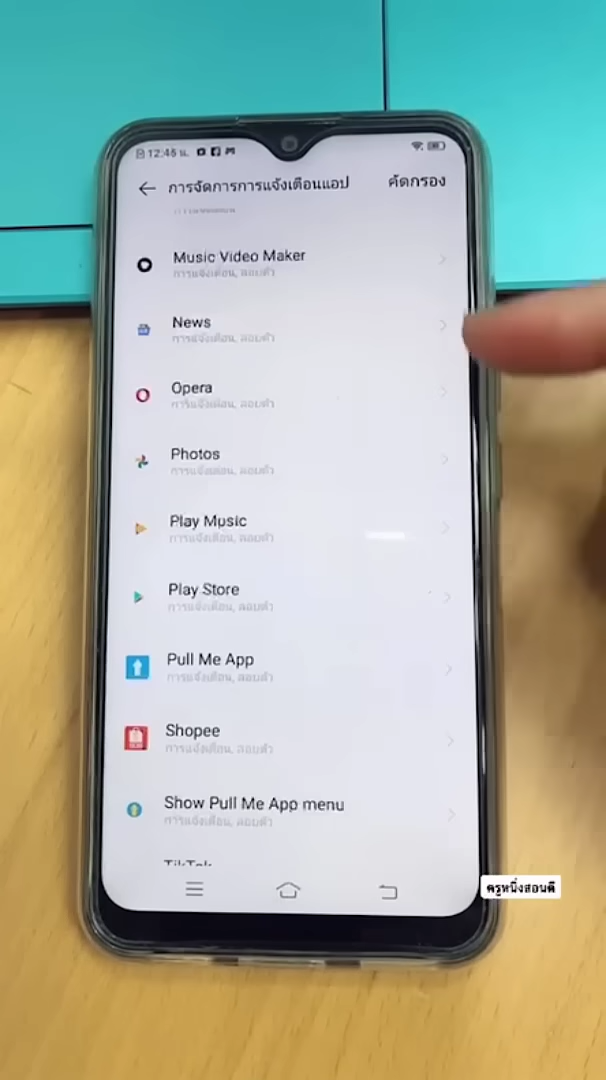 12:46 น.
การจัดการการแจ้งเตือนแอป
คัดกรอง
Music Video Maker
การแจ้งเตือน, ลอยตัว
News
การแจ้งเตือน, ลอยตัว
Opera
การแจ้งเตือน, ลอยตัว
Photos
การแจ้งเตือน, ลอยตัว
Play Music
การแจ้งเตือน, ลอยตัว
Play Store
การแจ้งเตือน, ลอยตัว
Pull Me App
การแจ้งเตือน, ลอยตัว
Shopee
การแจ้งเตือน, ลอยตัว
Show Pull Me App menu
การแจ้งเตือน, ลอยตัว
TikTok
ครูหนึ่งสอนดี